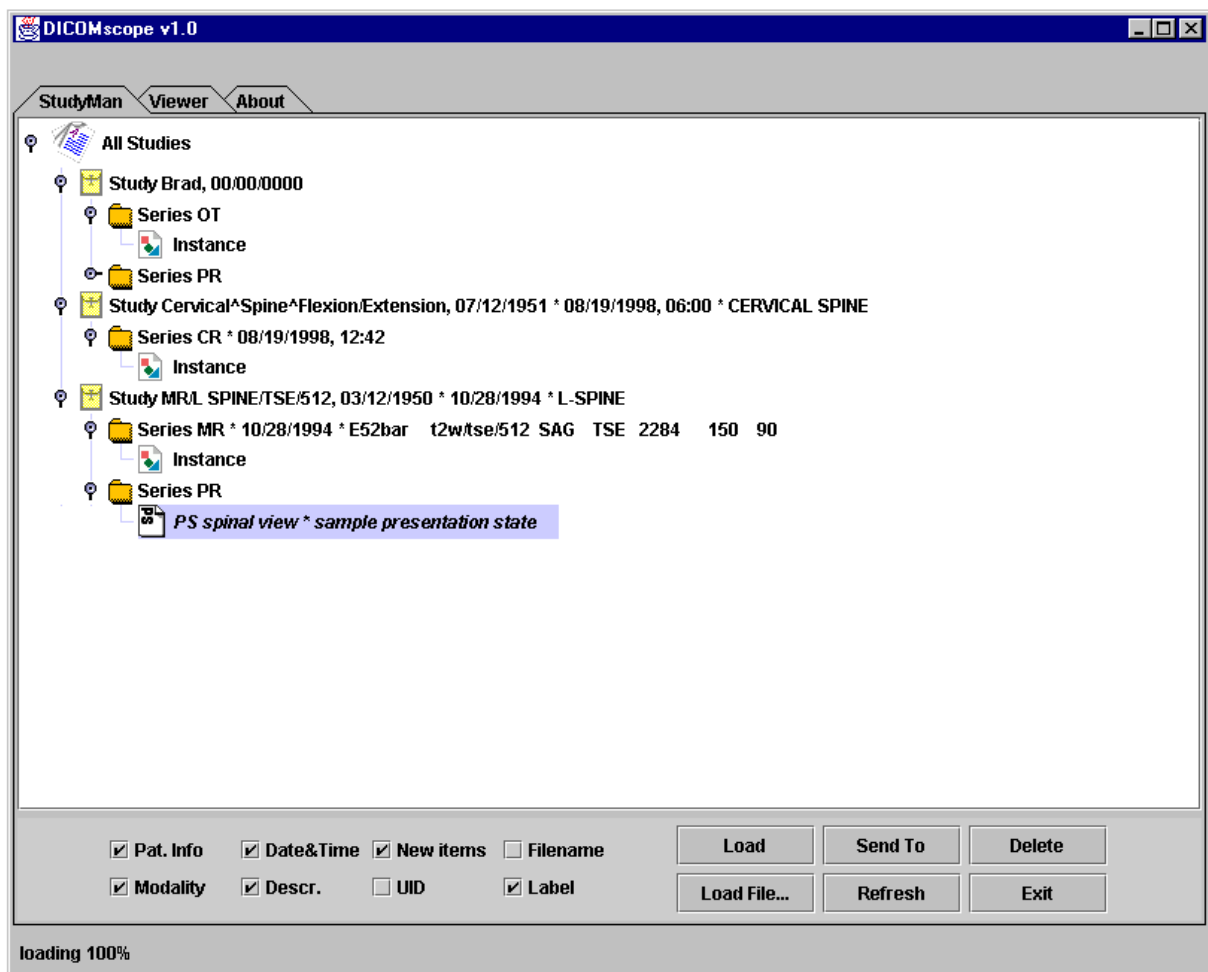 DICOMscope v1.0
StudyMan Viewer About
All Studies
Study Brad, 00/00/0000
Series OT
Instance
Series PR
Study Cervical^Spine^Flexion/Extension, 07/12/1951 * 08/19/1998, 06:00 * CERVICAL SPINE
Series CR * 08/19/1998, 12:42
Instance
Study MR/L SPINE/TSE/512, 03/12/1950 * 10/28/1994 * L-SPINE
Series MR * 10/28/1994 * E52bar t2w/tse/512 SAG TSE 2284 150 90
Instance
Series PR
PS PS spinal view * sample presentation state
Pat. Info Date&Time New items Filename Load Send To Delete
Modality Descr. UID Label Load File... Refresh Exit
loading 100%